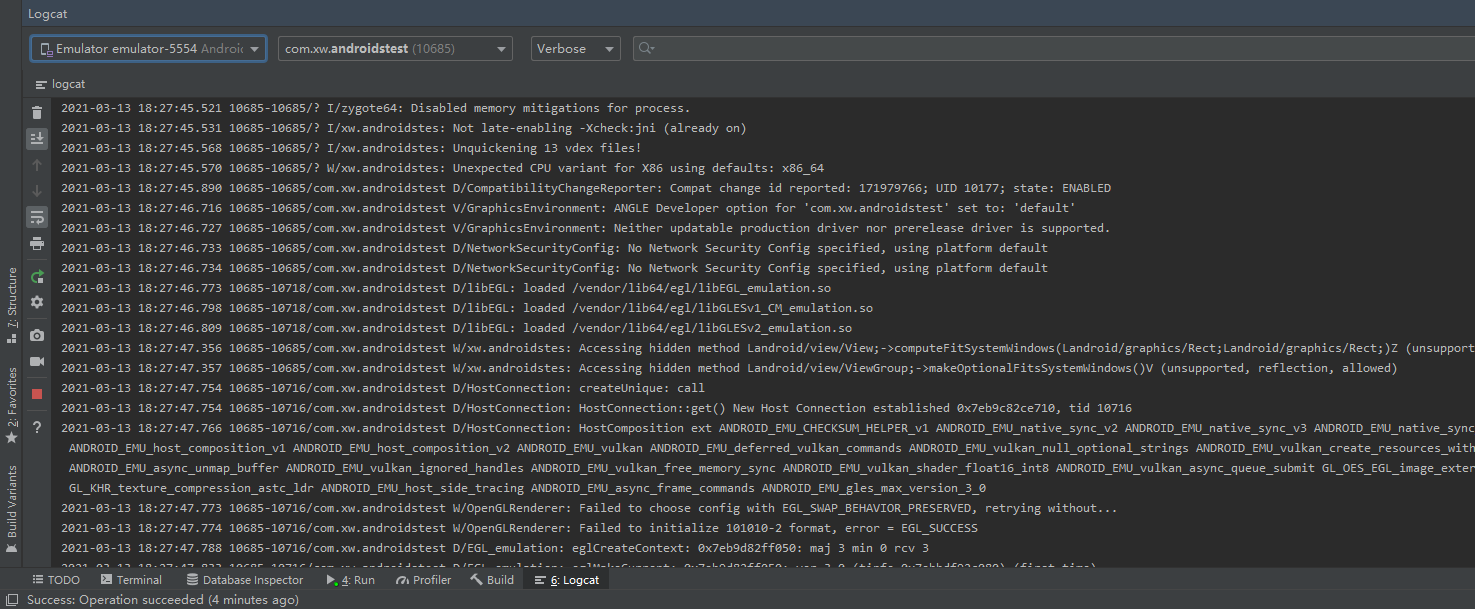 Logcat
Emulator emulator-5554 Androic
com.xw.androidstest (10685)
Verbose
logcat
2021-03-13 18:27:45.521 10685-10685/? I/zygote64: Disabled memory mitigations for process.
2021-03-13 18:27:45.531 10685-10685/? I/xw.androidstes: Not late-enabling -Xcheck:jni (already on)
2021-03-13 18:27:45.568 10685-10685/? I/xw.androidstes: Unquickening 13 vdex files!
2021-03-13 18:27:45.570 10685-10685/? W/xw.androidstes: Unexpected CPU variant for X86 using defaults: x86_64
2021-03-13 18:27:45.890 10685-10685/com.xw.androidstest D/CompatibilityChangeReporter: Compat change id reported: 171979766; UID 10177; state: ENABLED
2021-03-13 18:27:46.716 10685-10685/com.xw.androidstest V/GraphicsEnvironment: ANGLE Developer option for 'com.xw.androidstest' set to: 'default'
2021-03-13 18:27:46.727 10685-10685/com.xw.androidstest V/GraphicsEnvironment: Neither updatable production driver nor prerelease driver is supported.
2021-03-13 18:27:46.733 10685-10685/com.xw.androidstest D/NetworkSecurityConfig: No Network Security Config specified, using platform default
2021-03-13 18:27:46.734 10685-10685/com.xw.androidstest D/NetworkSecurityConfig: No Network Security Config specified, using platform default
2021-03-13 18:27:46.773 10685-10718/com.xw.androidstest D/libEGL: loaded /vendor/lib64/egl/libEGL_emulation.so
2021-03-13 18:27:46.798 10685-10718/com.xw.androidstest D/libEGL: loaded /vendor/lib64/egl/libGLESv1_CM_emulation.so
2021-03-13 18:27:46.809 10685-10718/com.xw.androidstest D/libEGL: loaded /vendor/lib64/egl/libGLESv2_emulation.so
2021-03-13 18:27:47.356 10685-10685/com.xw.androidstest W/xw.androidstes: Accessing hidden method Landroid/view/View;->computeFitSystemWindows(Landroid/graphics/Rect;Landroid/graphics/Rect;)Z (unsupport
2021-03-13 18:27:47.357 10685-10685/com.xw.androidstest W/xw.androidstes: Accessing hidden method Landroid/view/ViewGroup;->makeOptionalFitsSystemWindows()V (unsupported, reflection, allowed)
2021-03-13 18:27:47.754 10685-10716/com.xw.androidstest D/HostConnection: createUnique: call
2021-03-13 18:27:47.754 10685-10716/com.xw.androidstest D/HostConnection: HostConnection::get() New Host Connection established 0x7eb9c82ce710, tid 10716
2021-03-13 18:27:47.766 10685-10716/com.xw.androidstest D/HostConnection: HostComposition ext ANDROID_EMU_CHECKSUM_HELPER_v1 ANDROID_EMU_native_sync_v2 ANDROID_EMU_native_sync_v3 ANDROID_EMU_native_sync
ANDROID_EMU_host_composition_v1 ANDROID_EMU_host_composition_v2 ANDROID_EMU_vulkan ANDROID_EMU_deferred_vulkan_commands ANDROID_EMU_vulkan_null_optional_strings ANDROID_EMU_vulkan_create_resources_with
ANDROID_EMU_async_unmap_buffer ANDROID_EMU_vulkan_ignored_handles ANDROID_EMU_vulkan_free_memory_sync ANDROID_EMU_vulkan_shader_float16_int8 ANDROID_EMU_vulkan_async_queue_submit GL_OES_EGL_image_exter
GL_KHR_texture_compression_astc_ldr ANDROID_EMU_host_side_tracing ANDROID_EMU_async_frame_commands ANDROID_EMU_gles_max_version_3_0
2021-03-13 18:27:47.773 10685-10716/com.xw.androidstest W/OpenGLRenderer: Failed to choose config with EGL_SWAP_BEHAVIOR_PRESERVED, retrying without...
2021-03-13 18:27:47.774 10685-10716/com.xw.androidstest W/OpenGLRenderer: Failed to initialize 101010-2 format, error = EGL_SUCCESS
2021-03-13 18:27:47.788 10685-10716/com.xw.androidstest D/EGL_emulation: eglCreateContext: 0x7eb9d82ff050: maj 3 min 0 rcv 3
7: Structure
2: Favorites
Build Variants
TODO
Terminal
Database Inspector
4: Run
Profiler
Build
6: Logcat
Success: Operation succeeded (4 minutes ago)